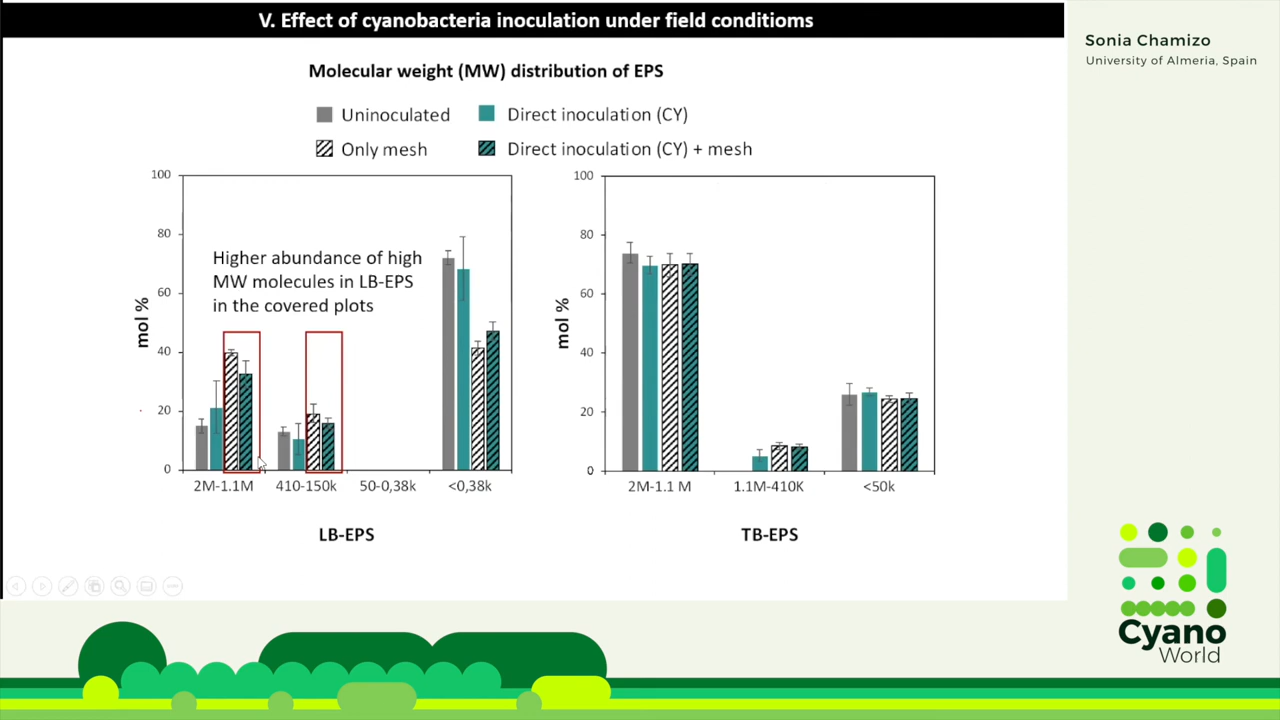 V. Effect of cyanobacteria inoculation under field conditioms
Sonia Chamizo
University of Almeria, Spain
Molecular weight (MW) distribution of EPS
Uninoculated
Direct inoculation (CY)
Only mesh
Direct inoculation (CY) + mesh
100
80
60
40
20
0
mol %
Higher abundance of high
MW molecules in LB-EPS
in the covered plots
2M-1.1M
410-150k
50-0,38k
<0,38k
LB-EPS
100
80
60
40
20
0
mol %
2M-1.1 M
1.1M-410K
<50k
TB-EPS
Cyano
World